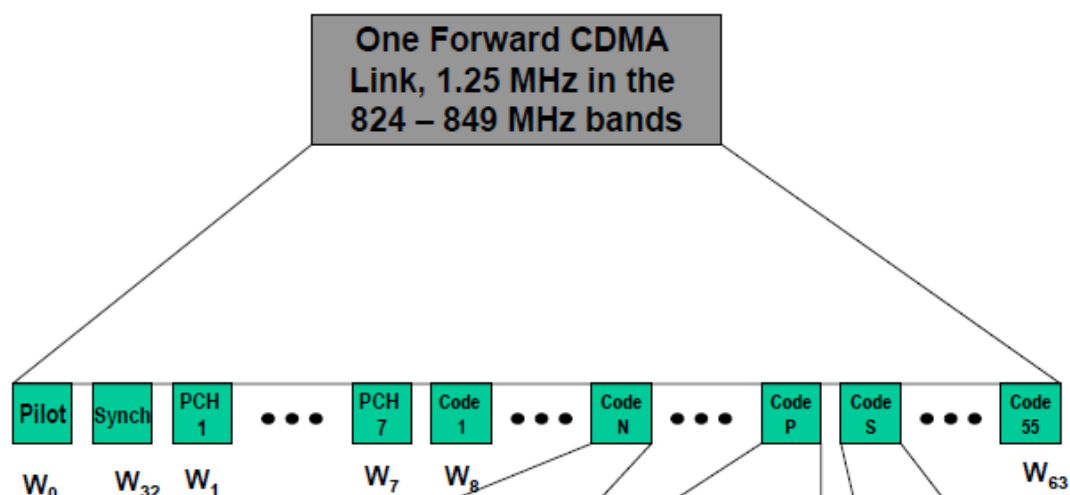 One Forward CDMA
Link, 1.25 MHz in the
824 – 849 MHz bands
Pilot
Synch
PCH
1
PCH
7
Code
1
Code
N
Code
P
Code
S
Code
55
W0
W32
W1
W7
W8
W63